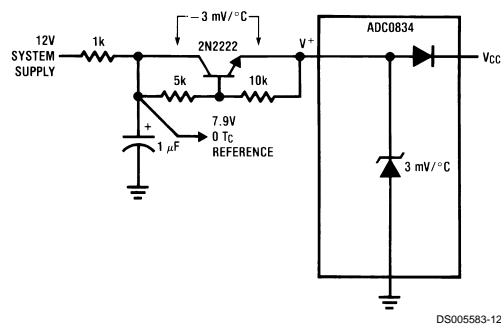 – 3 mV/°C
ADC0834
12V
SYSTEM
SUPPLY
1k
2N2222
V+
VCC
5k
10k
7.9V
0 TC
REFERENCE
+
1 µF
3 mV/°C
DS005583-12